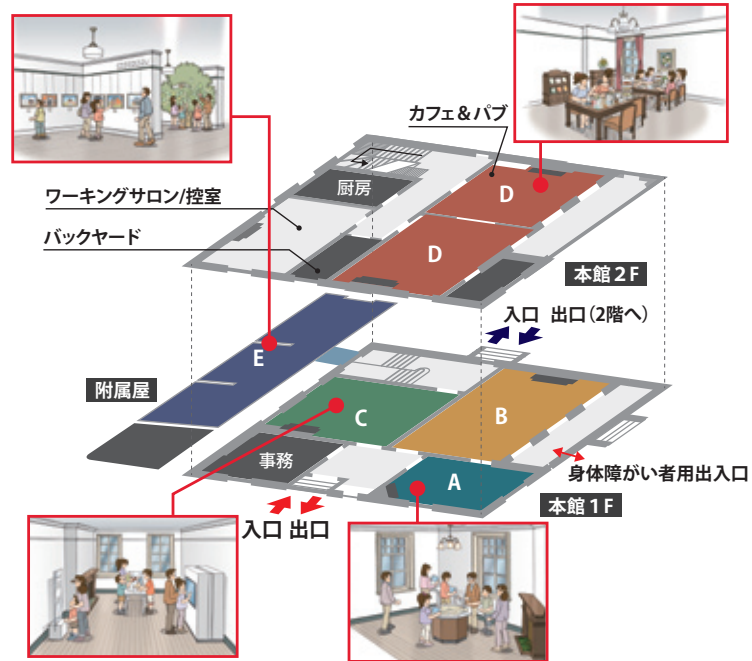 カフェ&パブ
厨房
D
ワーキングサロン/控室
バックヤード
D
本館2F
入口 出口(2階へ)
E
附属屋
C
B
事務
A
身体障がい者用出入口
本館1F
入口 出口